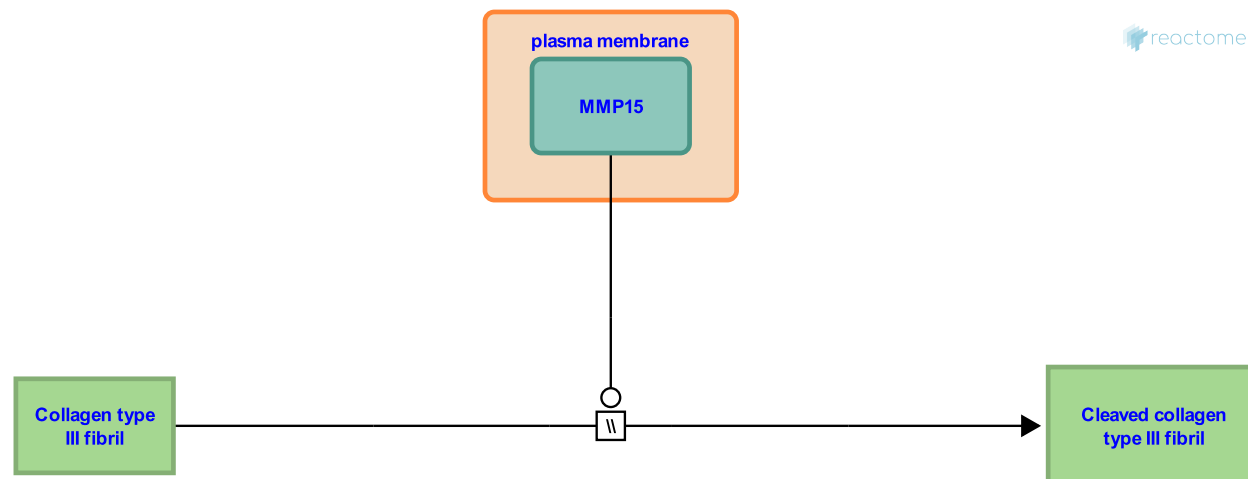 plasma membrane
reactome
MMP15
Collagen type
III fibril
\\
Cleaved collagen
type III fibril